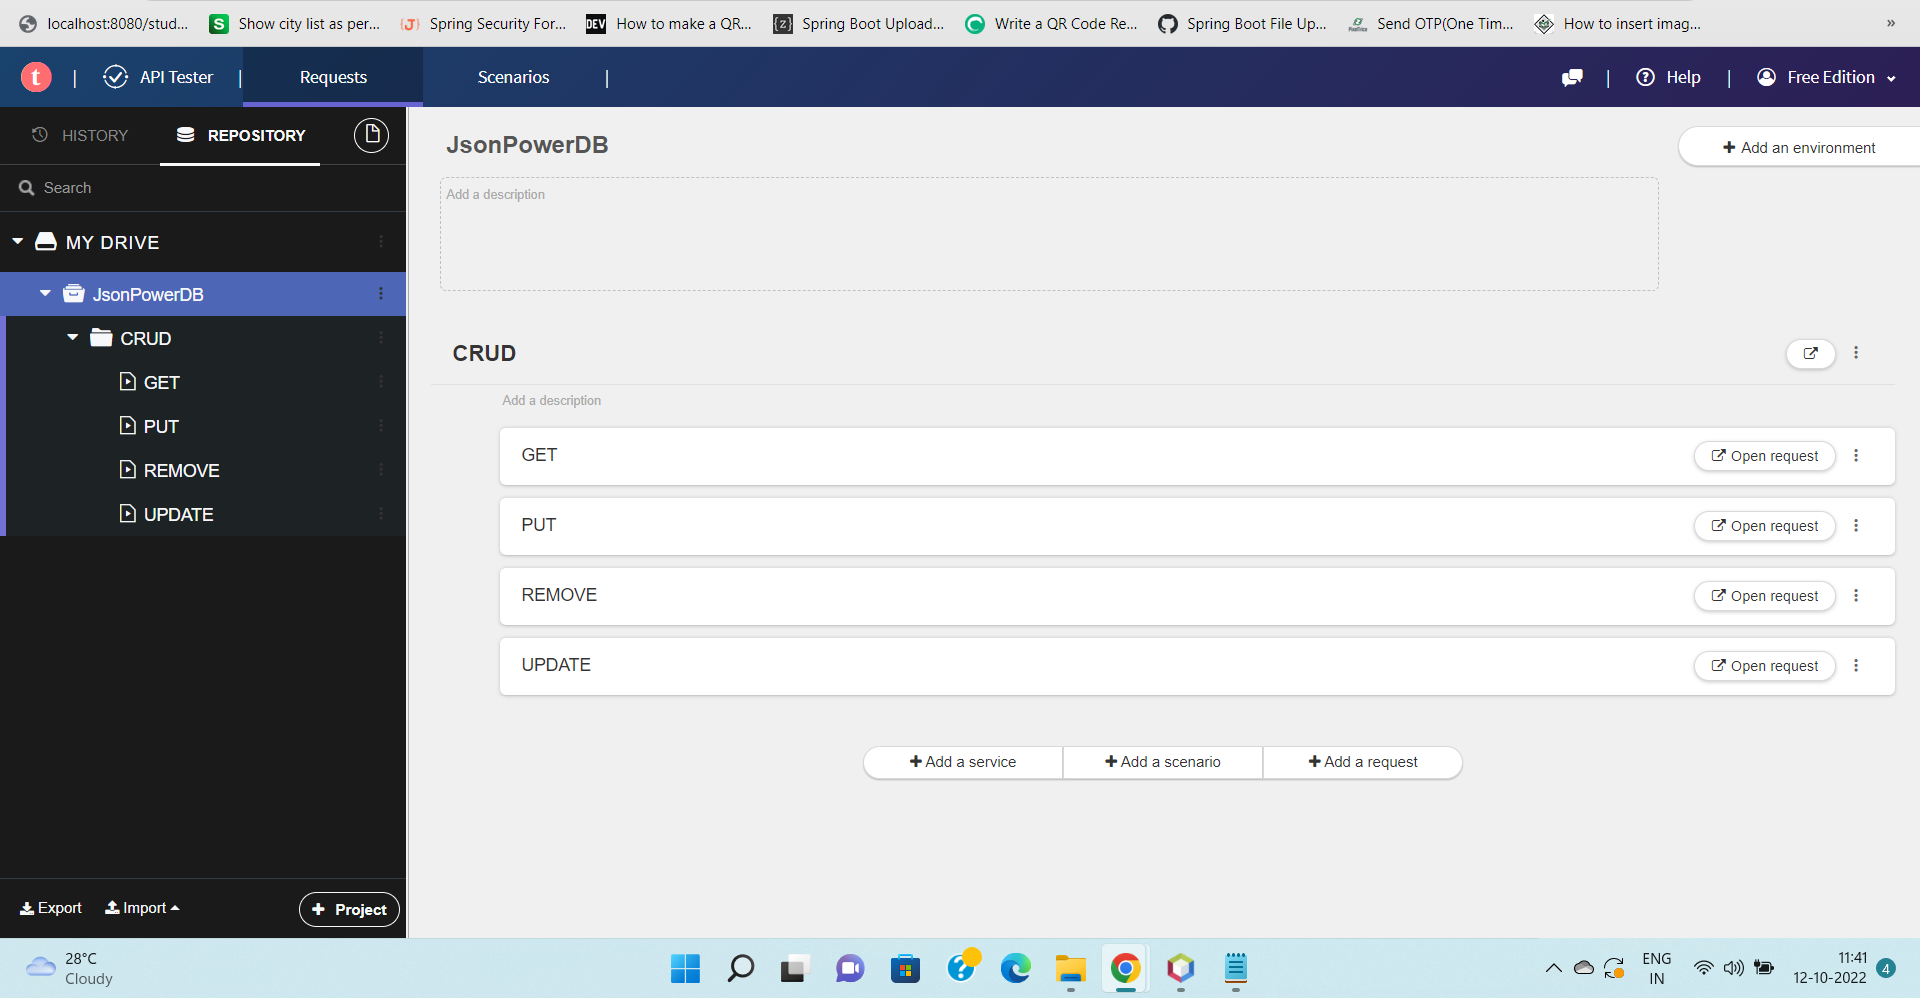 localhost:8080/stud... S Show city list as per... {J} Spring Security For... DEV How to make a QR... {z} Spring Boot Upload... Write a QR Code Re... Spring Boot File Up... Send OTP(One Tim... How to insert imag... »
t | API Tester | Requests Scenarios | | ? Help | Free Edition
HISTORY REPOSITORY
Search
MY DRIVE
JsonPowerDB
CRUD
GET
PUT
REMOVE
UPDATE
Export Import + Project
JsonPowerDB
+ Add an environment
Add a description
CRUD
Add a description
GET Open request
PUT Open request
REMOVE Open request
UPDATE Open request
+ Add a service + Add a scenario + Add a request
28°C
Cloudy
ENG
IN
11:41
12-10-2022
4